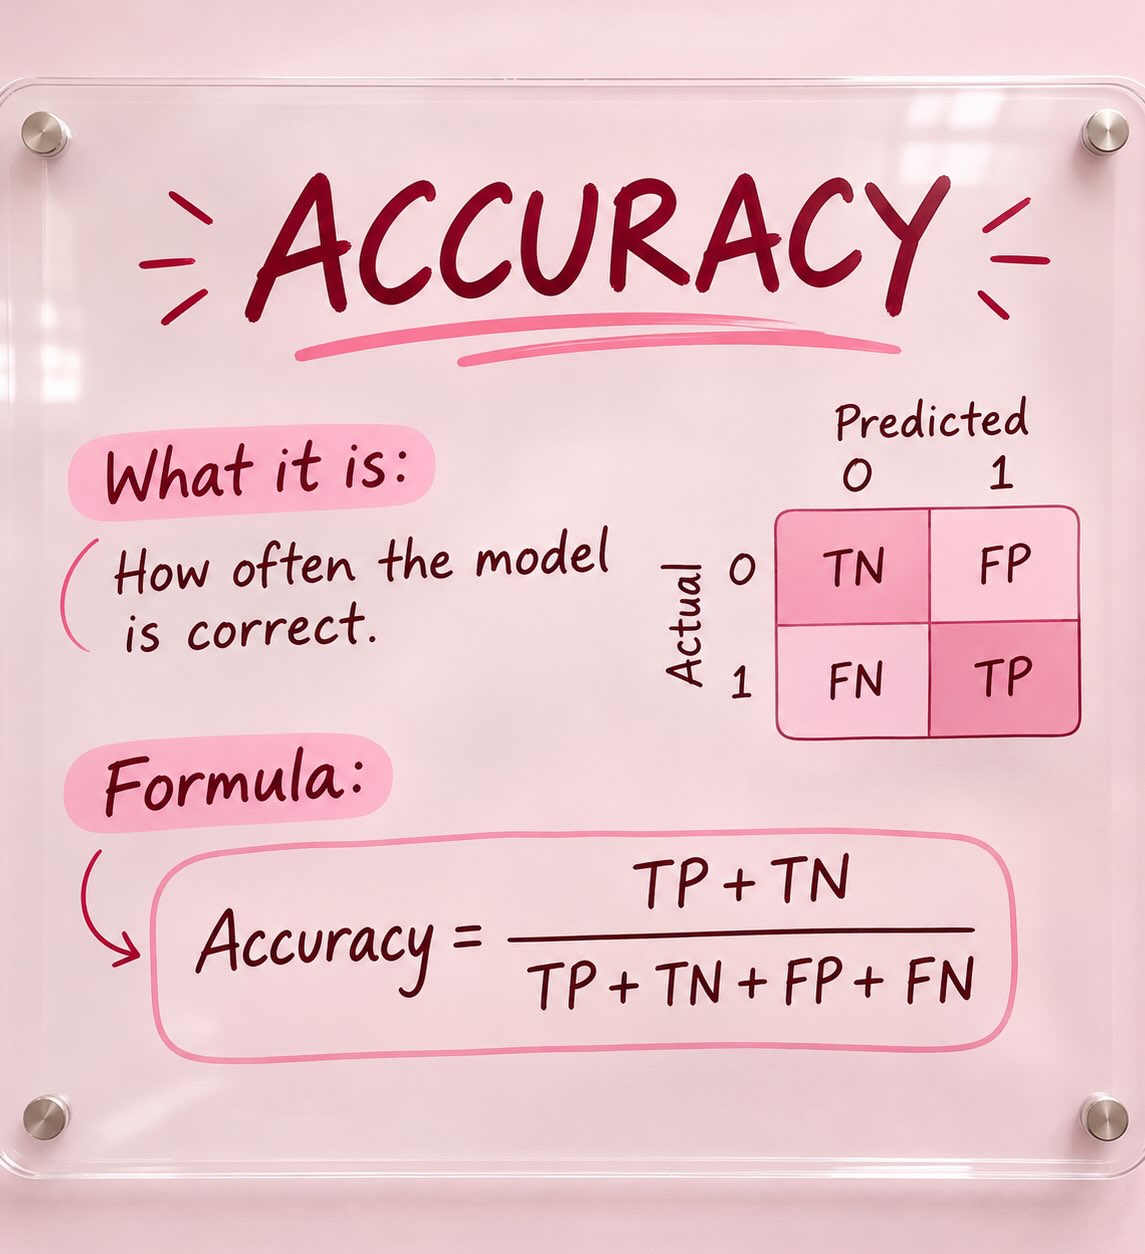 ACCURACY
What it is:
How often the model
is correct.
Predicted
0 1
Actual
0 TN FP
1 FN TP
Formula:
Accuracy = TP + TN
TP + TN + FP + FN